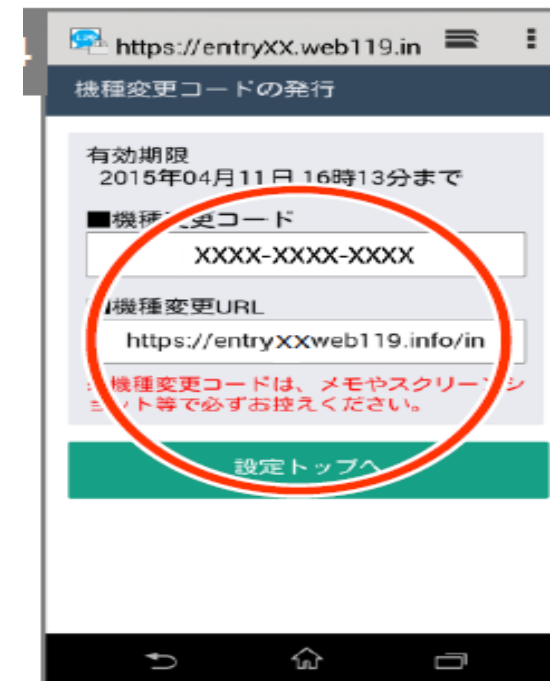 https://entryXX.web119.in
機種変更コードの発行
有効期限
2015年04月11日 16時13分まで
■機種変更コード
XXXX-XXXX-XXXX
■機種変更URL
https://entryXXweb119.info/in
※機種変更コードは、メモやスクリーンシ
ョット等で必ずお控えください。
設定トップへ